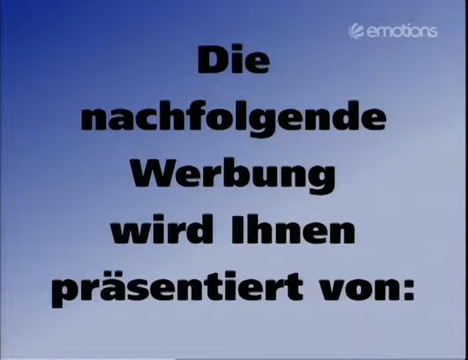 emotions
Die
nachfolgende
Werbung
wird Ihnen
präsentiert von: